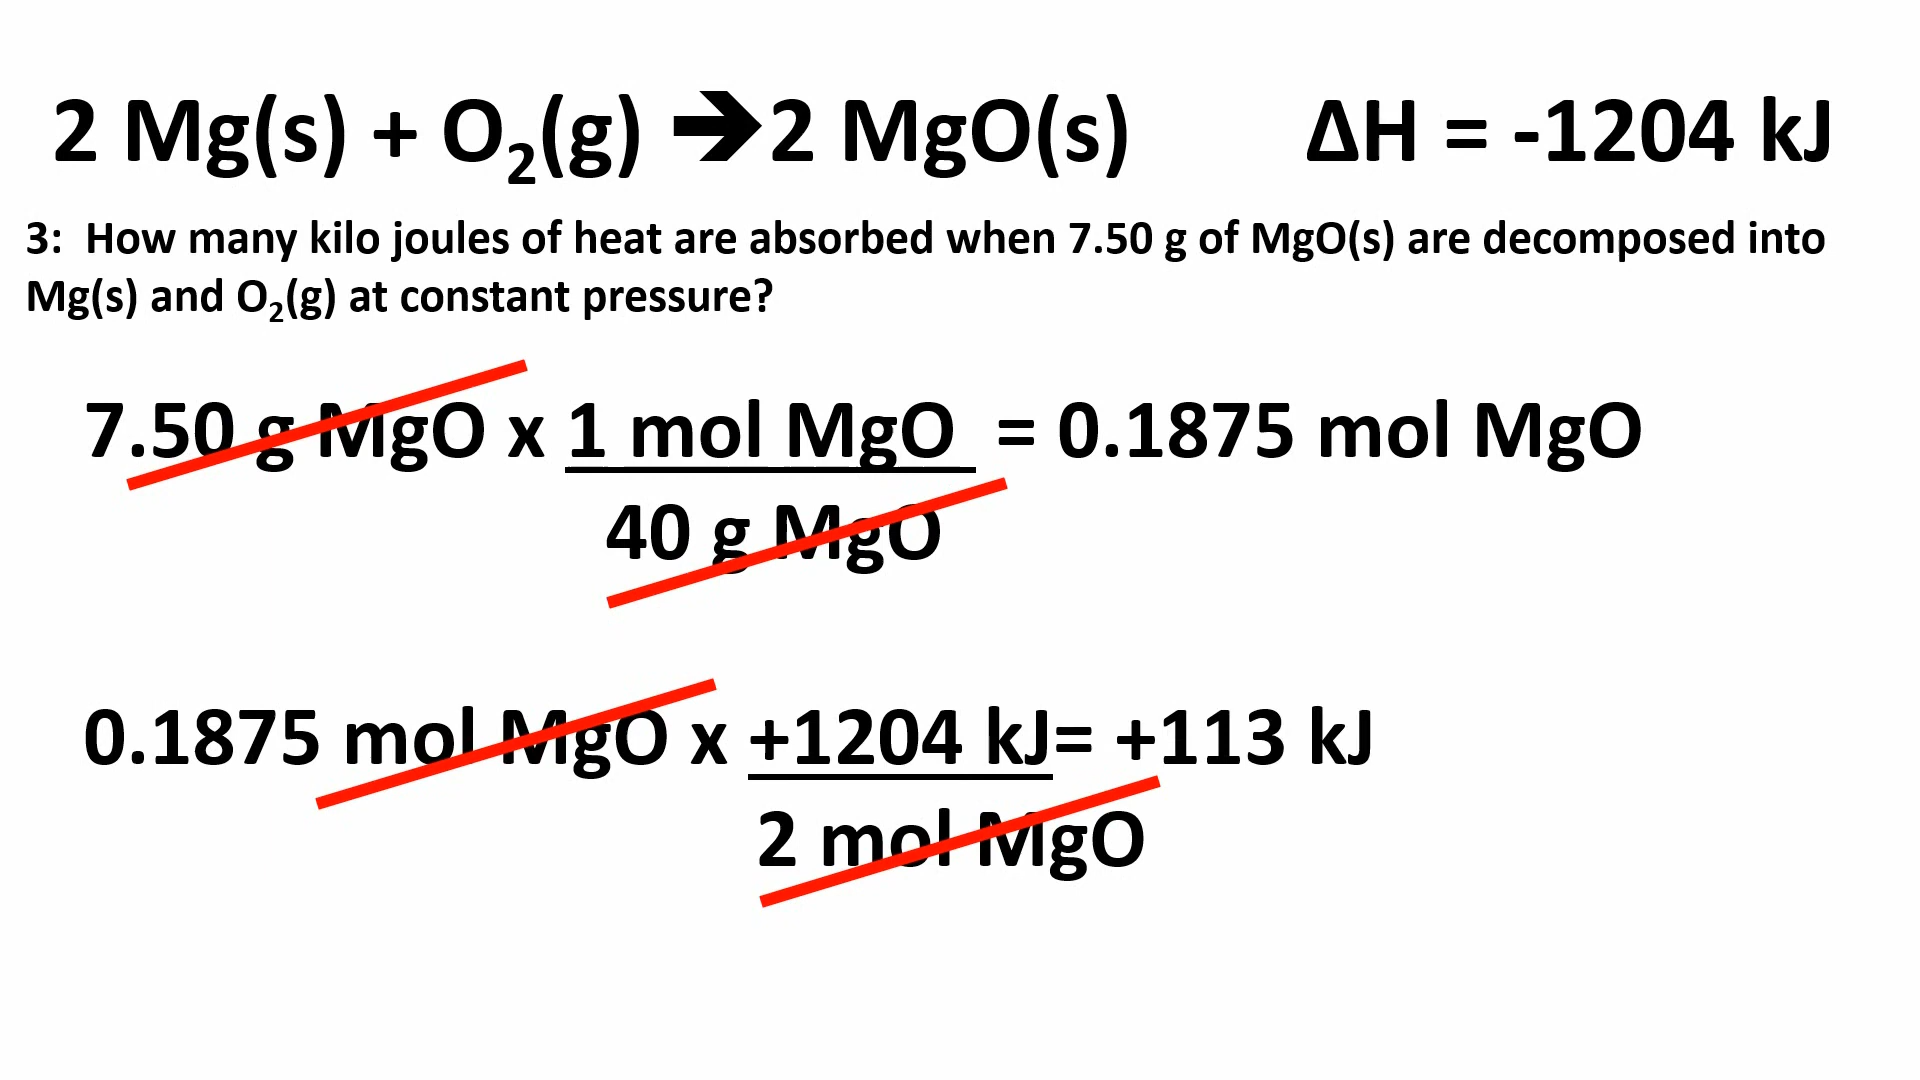 2 Mg(s) + O₂(g) 🡺2 MgO(s) ΔH = -1204 kJ
3: How many kilo joules of heat are absorbed when 7.50 g of MgO(s) are decomposed into
Mg(s) and O₂(g) at constant pressure?
7.50 g MgO x 1 mol MgO = 0.1875 mol MgO
40 g MgO
0.1875 mol MgO x +1204 kJ= +113 kJ
2 mol MgO